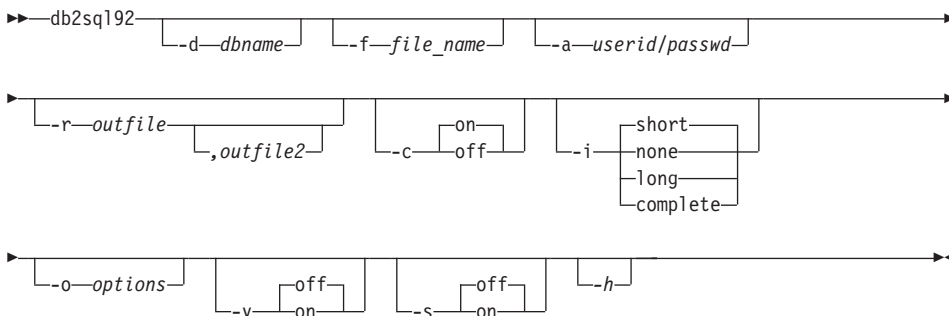 db2sql92
-d dbname -f file_name -a userid/passwd
-r outfile
,outfile2
-c
on
off
-i
short
none
long
complete
-o options
-v
off
on
-s
off
on
-h